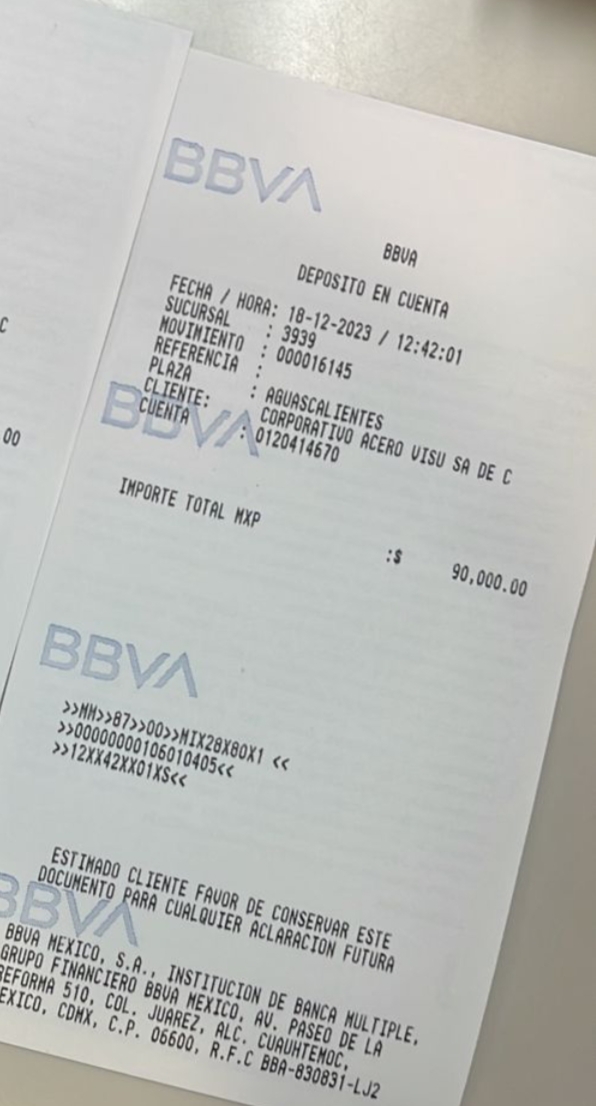 BBVA
BBVA
DEPOSITO EN CUENTA
FECHA / HORA: 18-12-2023 / 12:42:01
SUCURSAL : 3939
MOVIMIENTO : 000016145
REFERENCIA :
PLAZA : AGUASCALIENTES
CLIENTE: CORPORATIVO ACERO VISU SA DE C
CUENTA : 0120414670
BBVA
C
00
IMPORTE TOTAL MXP :$ 90,000.00
BBVA
>>MM>>87>>00>>MIX28X80X1 <<
>>00000000106010405<<
>>12XX42XX01XS<<
ESTIMADO CLIENTE FAVOR DE CONSERVAR ESTE
DOCUMENTO PARA CUALQUIER ACLARACION FUTURA
BBVA
BBVA MEXICO, S.A., INSTITUCION DE BANCA MULTIPLE,
GRUPO FINANCIERO BBVA MEXICO, AV. PASEO DE LA
REFORMA 510, COL. JUAREZ, ALC. CUAUHTEMOC,
EXICO, CDMX, C.P. 06600, R.F.C BBA-830831-LJ2